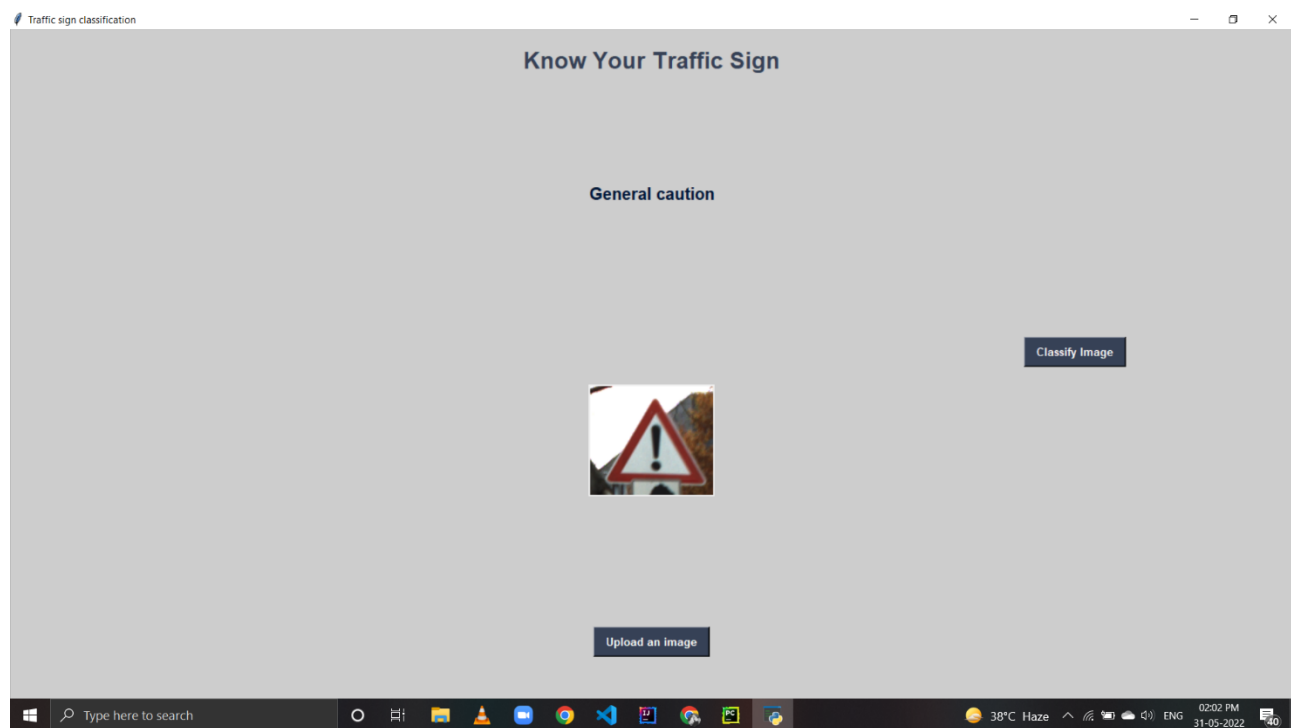 Traffic sign classification
Know Your Traffic Sign
General caution
Classify Image
!
Upload an image
Type here to search
38°C Haze
ENG
02:02 PM
31-05-2022
40